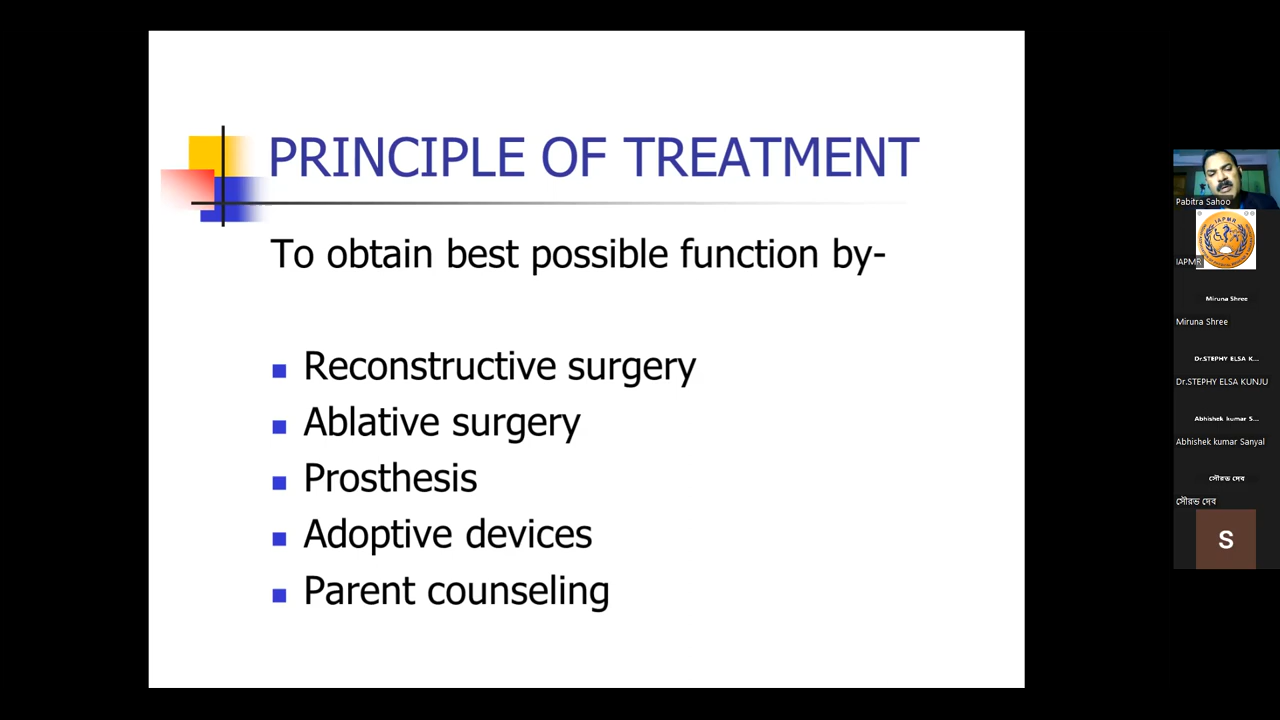 PRINCIPLE OF TREATMENT
To obtain best possible function by-
Reconstructive surgery
Ablative surgery
Prosthesis
Adoptive devices
Parent counseling
Pabitra Sahoo
IAPMR
IAPMR
Miruna Shree
Miruna Shree
Dr.STEPHY ELSA K...
Dr.STEPHY ELSA KUNJU
Abhishek kumar S...
Abhishek kumar Sanyal
সৌরভ দেব
সৌরভ দেব
S